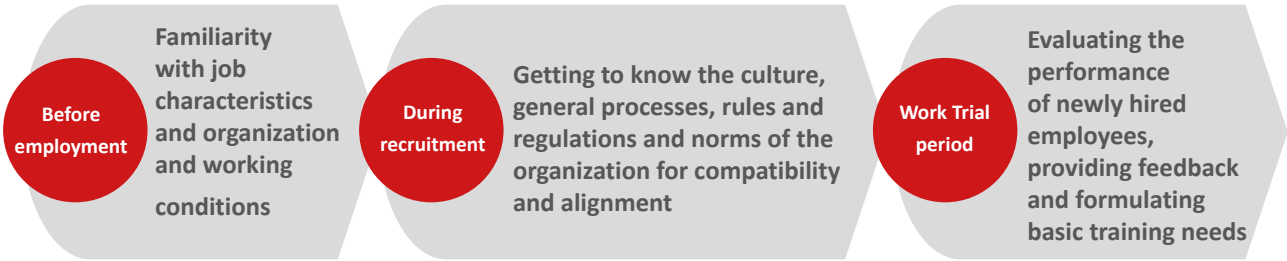 Before
employment
Familiarity
with job
characteristics
and organization
and working
conditions
During
recruitment
Getting to know the culture,
general processes, rules and
regulations and norms of the
organization for compatibility
and alignment
Work Trial
period
Evaluating the
performance
of newly hired
employees,
providing feedback
and formulating
basic training needs